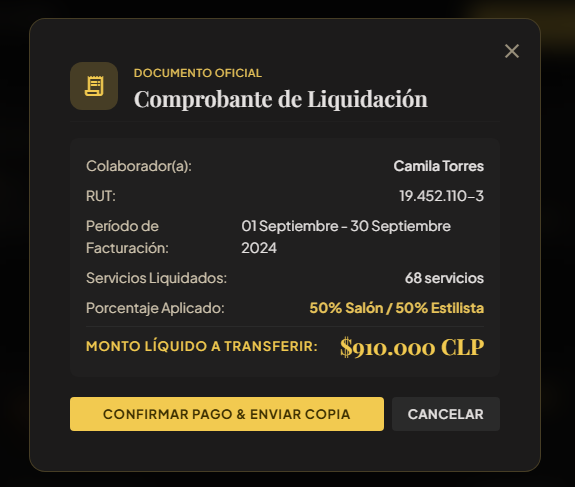 DOCUMENTO OFICIAL
Comprobante de Liquidación
Colaborador(a): Camila Torres
RUT: 19.452.110-3
Período de Facturación: 01 Septiembre - 30 Septiembre 2024
Servicios Liquidados: 68 servicios
Porcentaje Aplicado: 50% Salón / 50% Estilista
MONTO LÍQUIDO A TRANSFERIR: $910.000 CLP
CONFIRMAR PAGO & ENVIAR COPIA CANCELAR